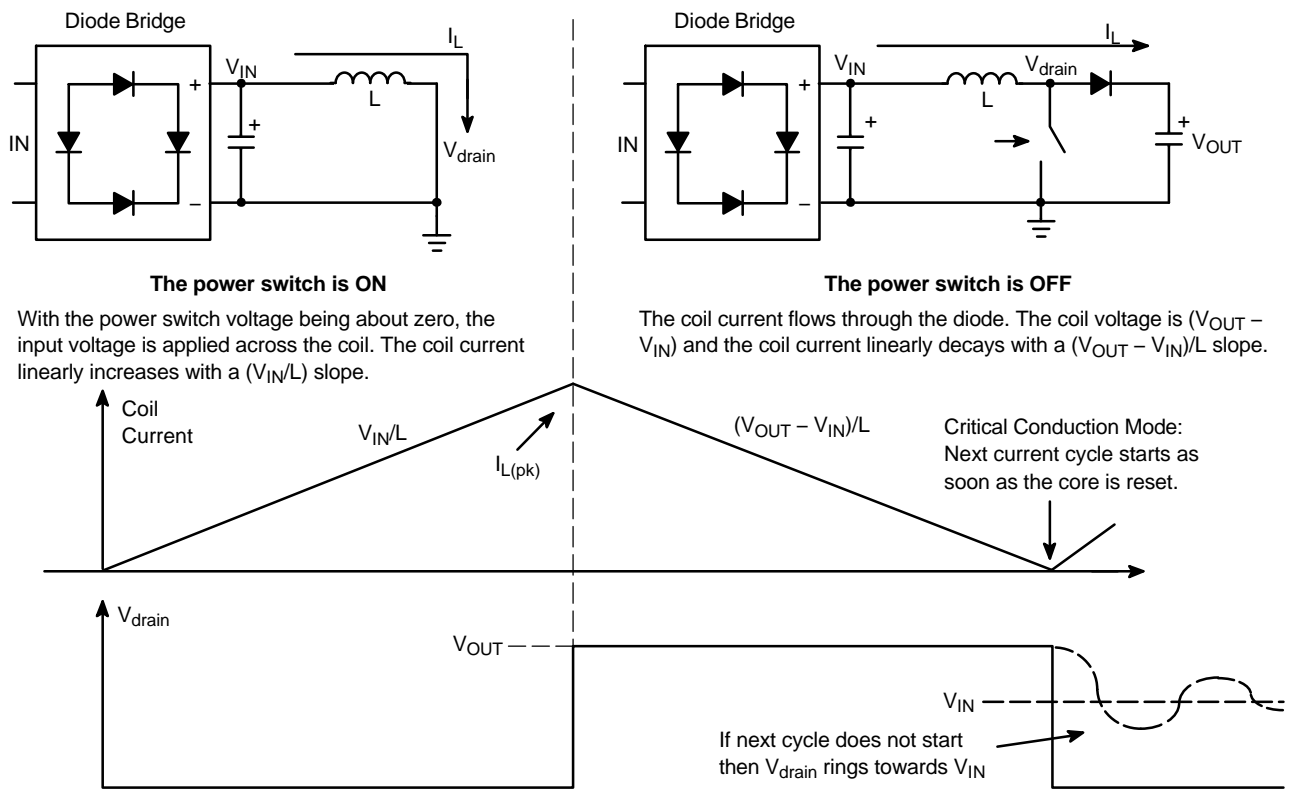 Diode Bridge
I_L
V_IN
+
L
+
IN
V_drain
−
The power switch is ON
With the power switch voltage being about zero, the
input voltage is applied across the coil. The coil current
linearly increases with a (V_IN/L) slope.
Diode Bridge
I_L
V_IN
V_drain
+
L
+
+
IN
V_OUT
−
The power switch is OFF
The coil current flows through the diode. The coil voltage is (V_OUT –
V_IN) and the coil current linearly decays with a (V_OUT – V_IN)/L slope.
Coil
Current
V_IN/L
I_L(pk)
(V_OUT – V_IN)/L
Critical Conduction Mode:
Next current cycle starts as
soon as the core is reset.
V_drain
V_OUT
V_IN
If next cycle does not start
then V_drain rings towards V_IN